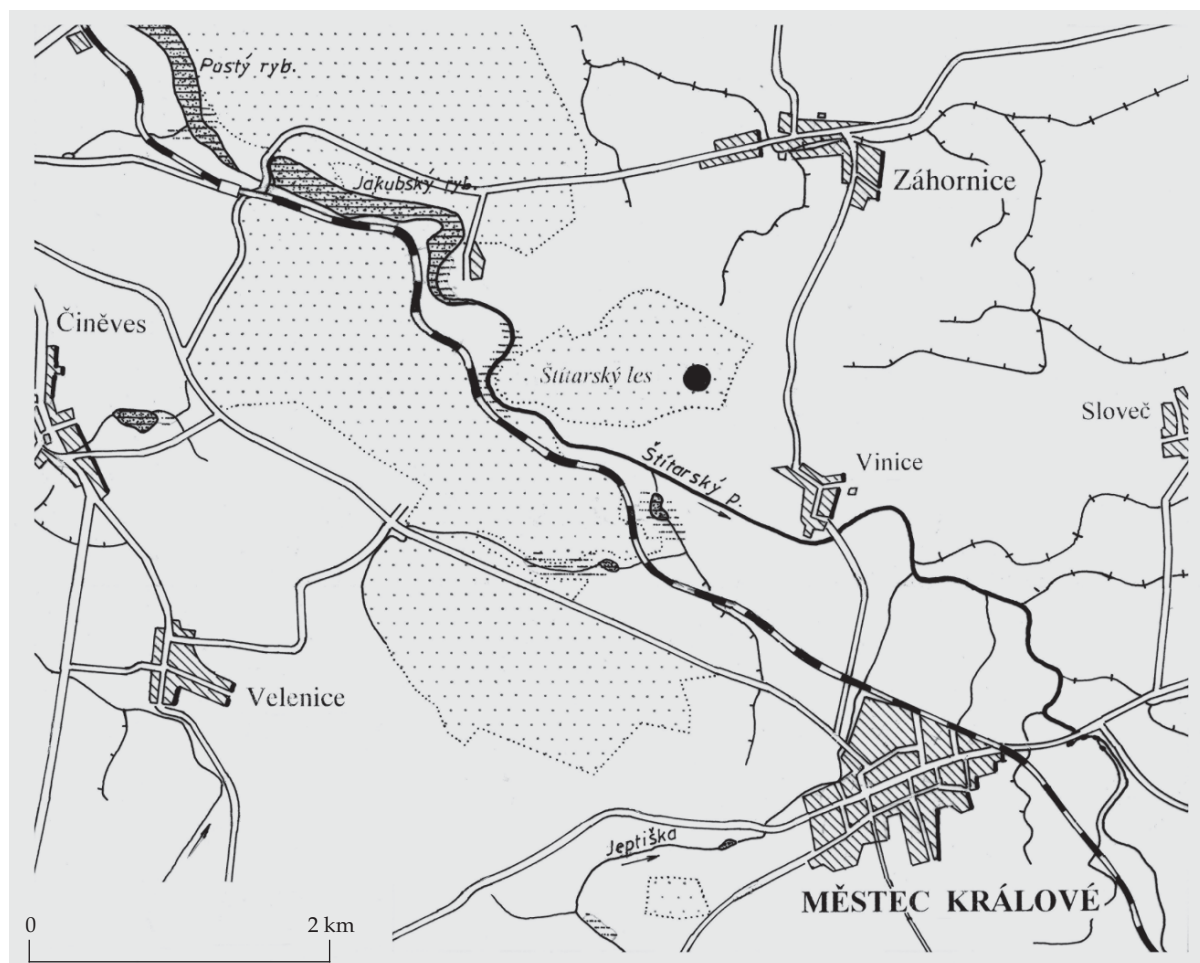 Pustý ryb.
Jakubský ryb.
Záhornice
Činěves
Štítarský les
Sloveč
Štítarský p.
Vinice
Velenice
Jeptiška
MĚSTEC KRÁLOVÉ
0 2 km